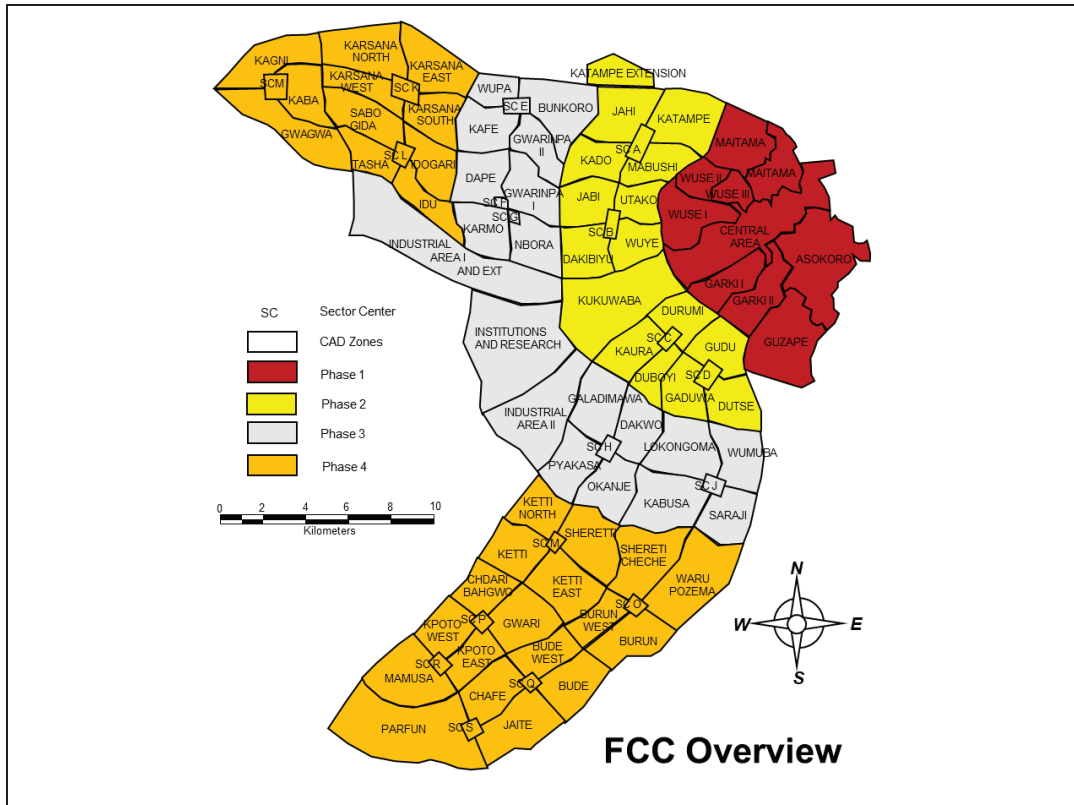 KARSANA
NORTH
KAGNI
KARSANA
EAST
KATAMPE EXTENSION
SCM
KARSANA
WEST
SC K
WUPA
KABA
SC E
BUNKORO
JAHI
KATAMPE
SABO
GIDA
KARSANA
SOUTH
GWAGWA
KAFE
GWARINPA
II
SC A
MAITAMA
KADO
MABUSHI
SC L
TASHA
IDOGARI
MAITAMA
WUSE II
DAPE
WUSE III
GWARINPA
I
JABI
UTAKO
IDU
SC F
SC G
WUSE I
KARMO
SC B
CENTRAL
AREA
NBORA
WUYE
INDUSTRIAL
AREA I
AND EXT
DAKIBIYU
ASOKORO
GARKI I
GARKI II
KUKUWABA
DURUMI
SC Sector Center
CAD Zones
Phase 1
Phase 2
Phase 3
Phase 4
INSTITUTIONS
AND RESEARCH
SC C
GUDU
GUZAPE
KAURA
DUBOYI
SC D
GADUWA
DUTSE
GALADIMAWA
INDUSTRIAL
AREA II
DAKWO
LOKONGOMA
SC H
WUMUBA
PYAKASA
OKANJE
SC J
KABUSA
SARAJI
0 2 4 6 8 10
Kilometers
KETTI
NORTH
SHERETTI
SC M
KETTI
SHERETI
CHECHE
WARU
POZEMA
CHDARI
BAHGWO
KETTI
EAST
SC O
SC P
BURUN
WEST
KPOTO
WEST
GWARI
BURUN
KPOTO
EAST
BUDE
WEST
SC R
MAMUSA
SC Q
BUDE
CHAFE
PARFUN
SC S
JAITE
N
W E
S
FCC Overview